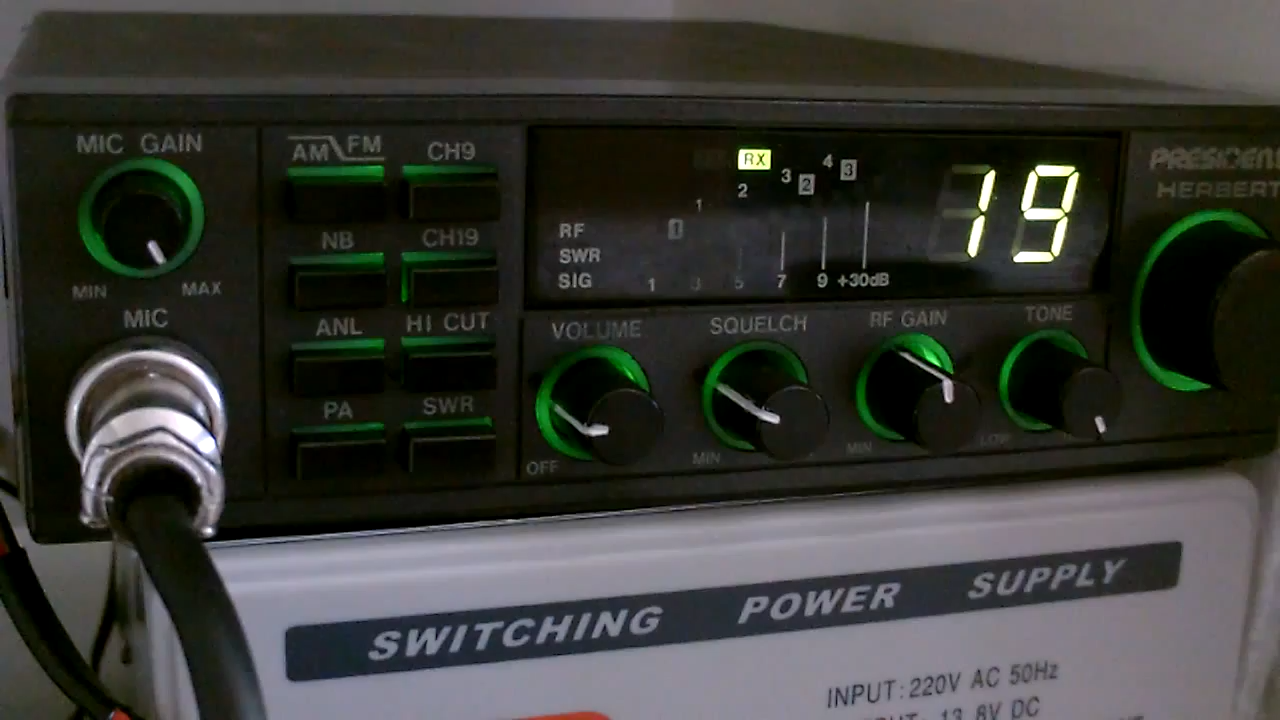 MIC GAIN
MIN MAX
MIC
AM FM CH9
NB CH19
ANL HI CUT
PA SWR
RX
1 2 3 4
1 2 3
RF
SWR
SIG 1 3 5 7 9 +30dB
19
PRESIDENT
HERBERT
VOLUME SQUELCH RF GAIN TONE
OFF MIN MIN LOW
SWITCHING POWER SUPPLY
INPUT: 220V AC 50Hz
13.8V DC